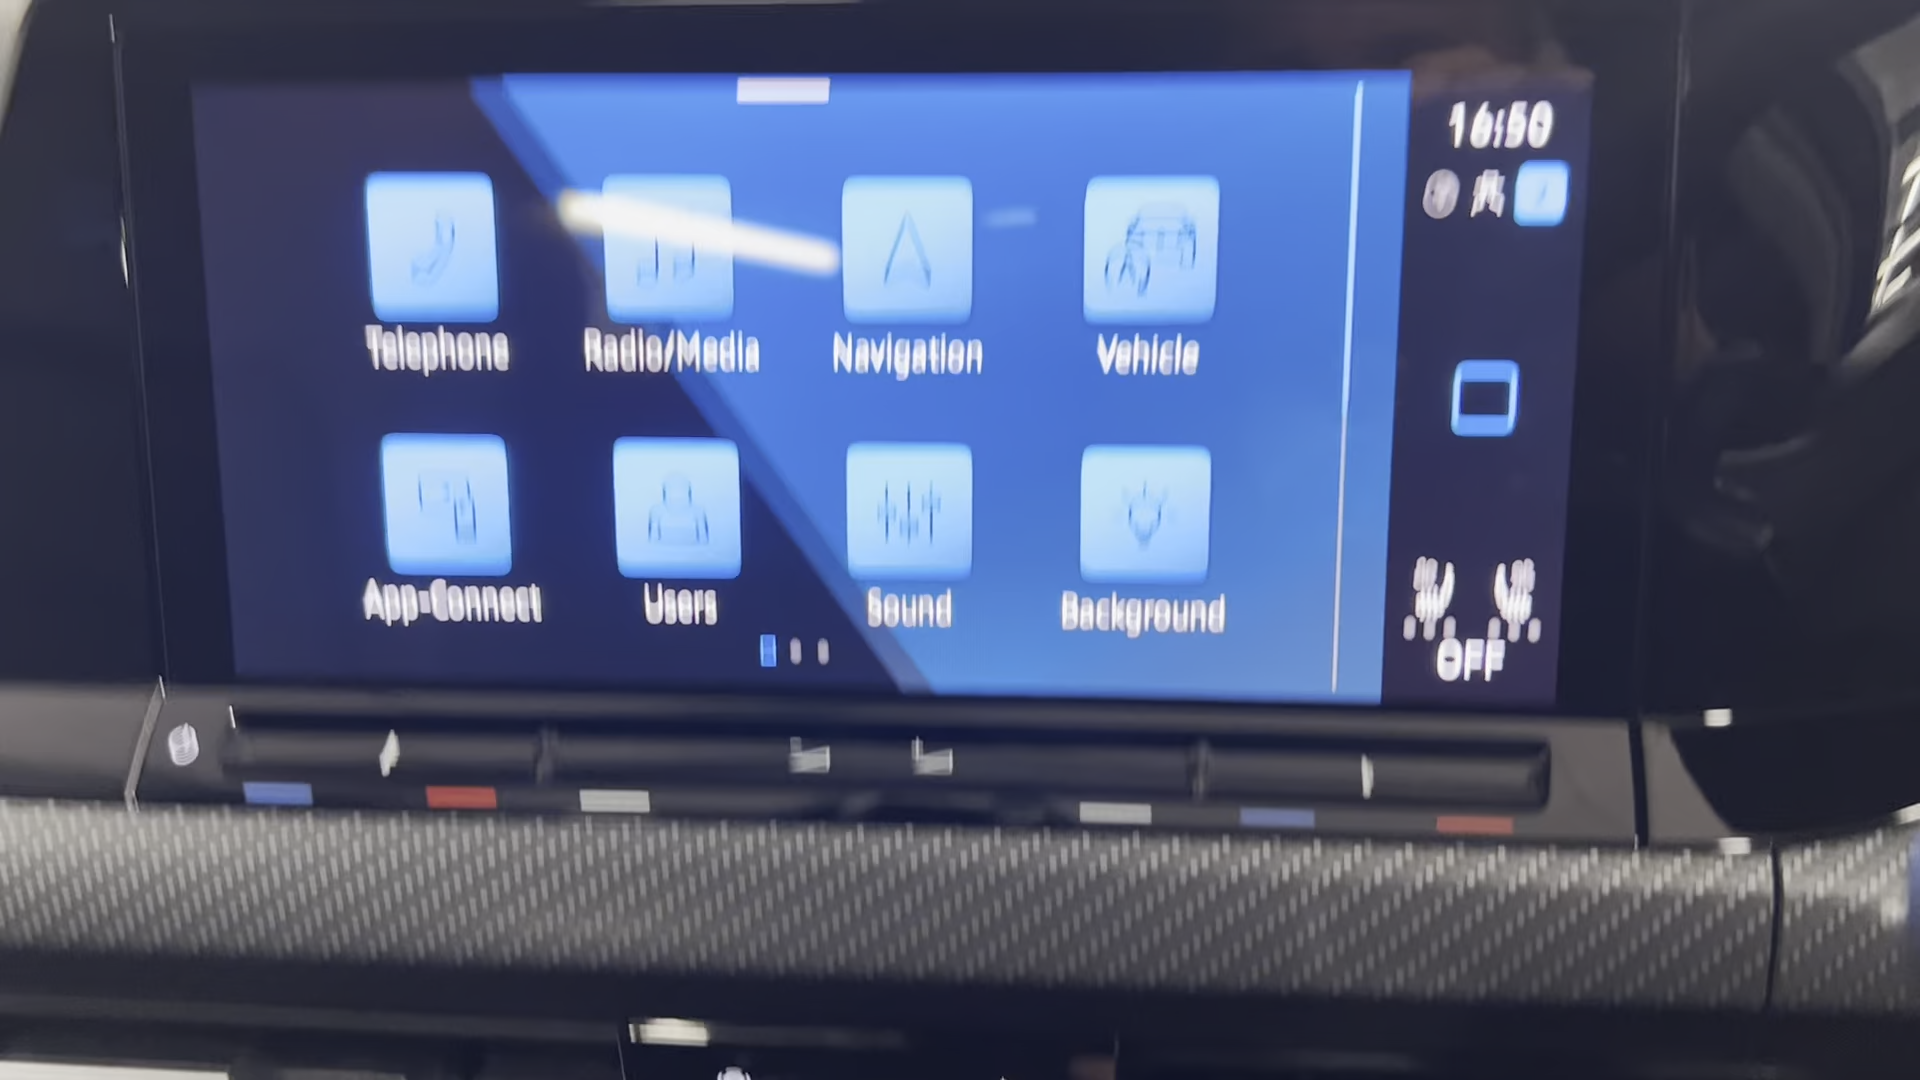 16:50
Telephone
Radio/Media
Navigation
Vehicle
App-Connect
Users
Sound
Background
OFF